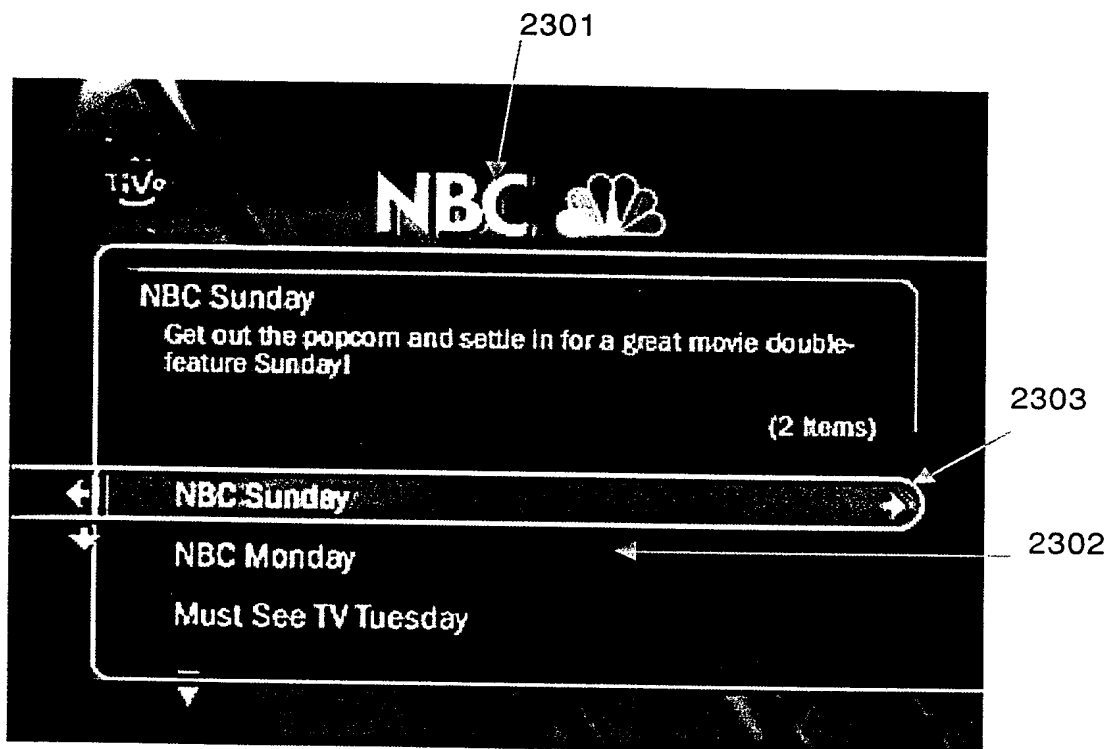 2301
TiVo
NBC
NBC Sunday
Get out the popcorn and settle in for a great movie double-
feature Sunday!
(2 Items)
2303
NBC Sunday
2302
NBC Monday
Must See TV Tuesday